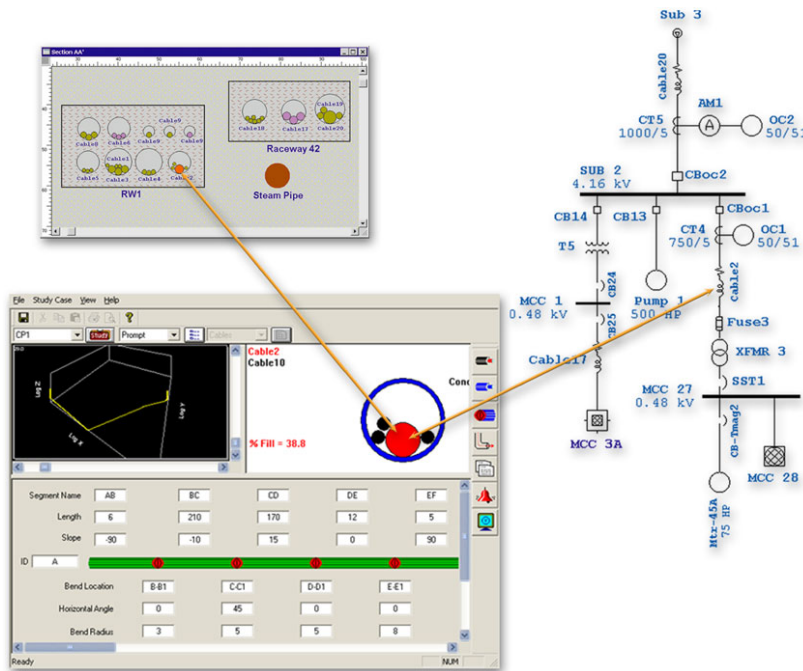 Section AA'
RW1
Raceway 42
Steam Pipe
Cable18
Cable17
Cable19
Cable20
Cable9
Cable1
Cable3
Sub 3
Cable20
CT5
1000/5
AM1
A
OC2
50/51
CBoc2
SUB 2
4.16 kV
CB14
CB13
CBoc1
CT4
750/5
OC1
50/51
T5
CB24
Cable2
MCC 1
0.48 kV
Pump 1
500 HP
CB25
Fuse3
Cable17
XFMR 3
SST1
MCC 27
0.48 kV
MCC 3A
CB-Tmag2
MCC 28
Mtr-45A
75 HP
File Study Case View Help
CP1 Study Prompt Cables
Cable2
Cable10
Cond
% Fill = 38.8
Log Z
Log X
Log Y
Segment Name AB BC CD DE EF
Length 6 210 170 12 5
Slope -90 -10 15 0 90
ID A
Bend Location B-B1 C-C1 D-D1 E-E1
Horizontal Angle 0 45 0 0
Bend Radius 3 5 5 8
Ready NUM